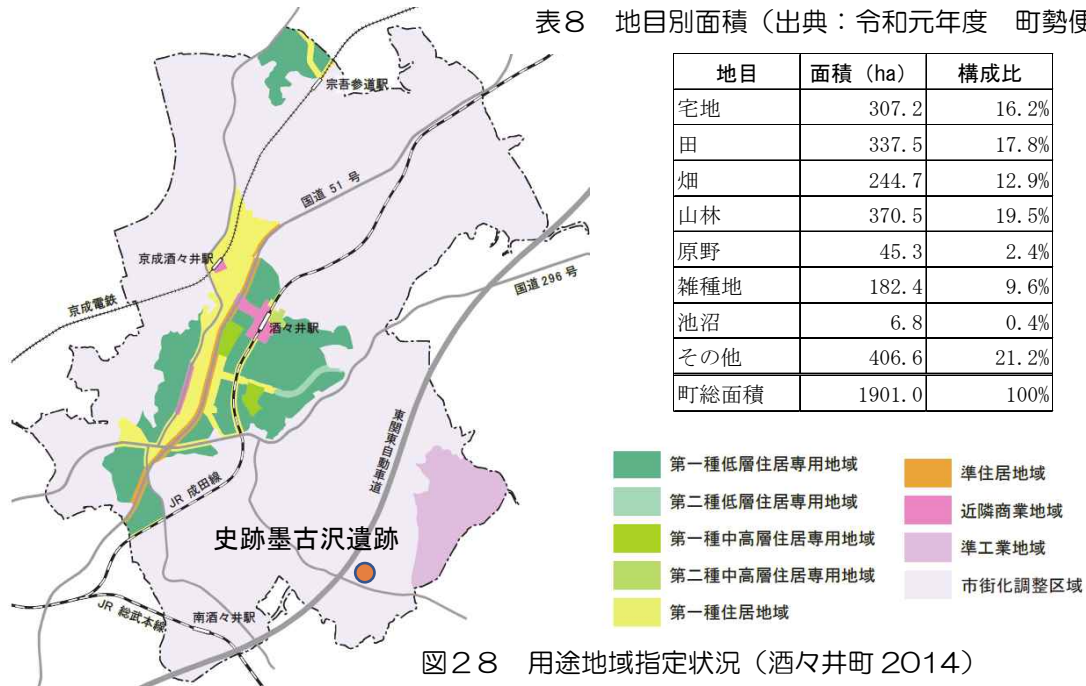 表8　地目別面積（出典：令和元年度　町勢便
地目 面積（ha） 構成比
宅地 307.2 16.2%
田 337.5 17.8%
畑 244.7 12.9%
山林 370.5 19.5%
原野 45.3 2.4%
雑種地 182.4 9.6%
池沼 6.8 0.4%
その他 406.6 21.2%
町総面積 1901.0 100%
宗吾参道駅
国道 51 号
京成酒々井駅
国道 296 号
京成電鉄
酒々井駅
東関東自動車道
JR 成田線
史跡墨古沢遺跡
南酒々井駅
JR 総武本線
第一種低層住居専用地域
第二種低層住居専用地域
第一種中高層住居専用地域
第二種中高層住居専用地域
第一種住居地域
準住居地域
近隣商業地域
準工業地域
市街化調整区域
図28　用途地域指定状況（酒々井町 2014）